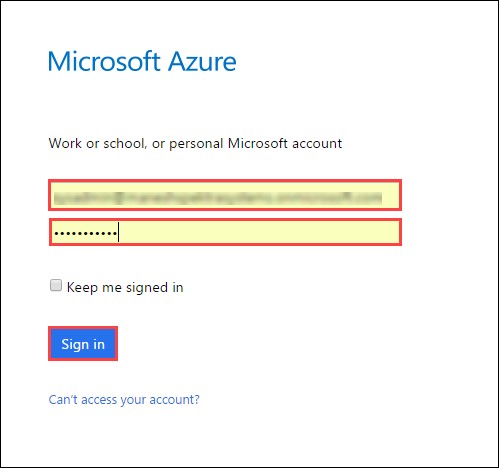 Microsoft Azure
Work or school, or personal Microsoft account
•••••••••••
Keep me signed in
Sign in
Can't access your account?